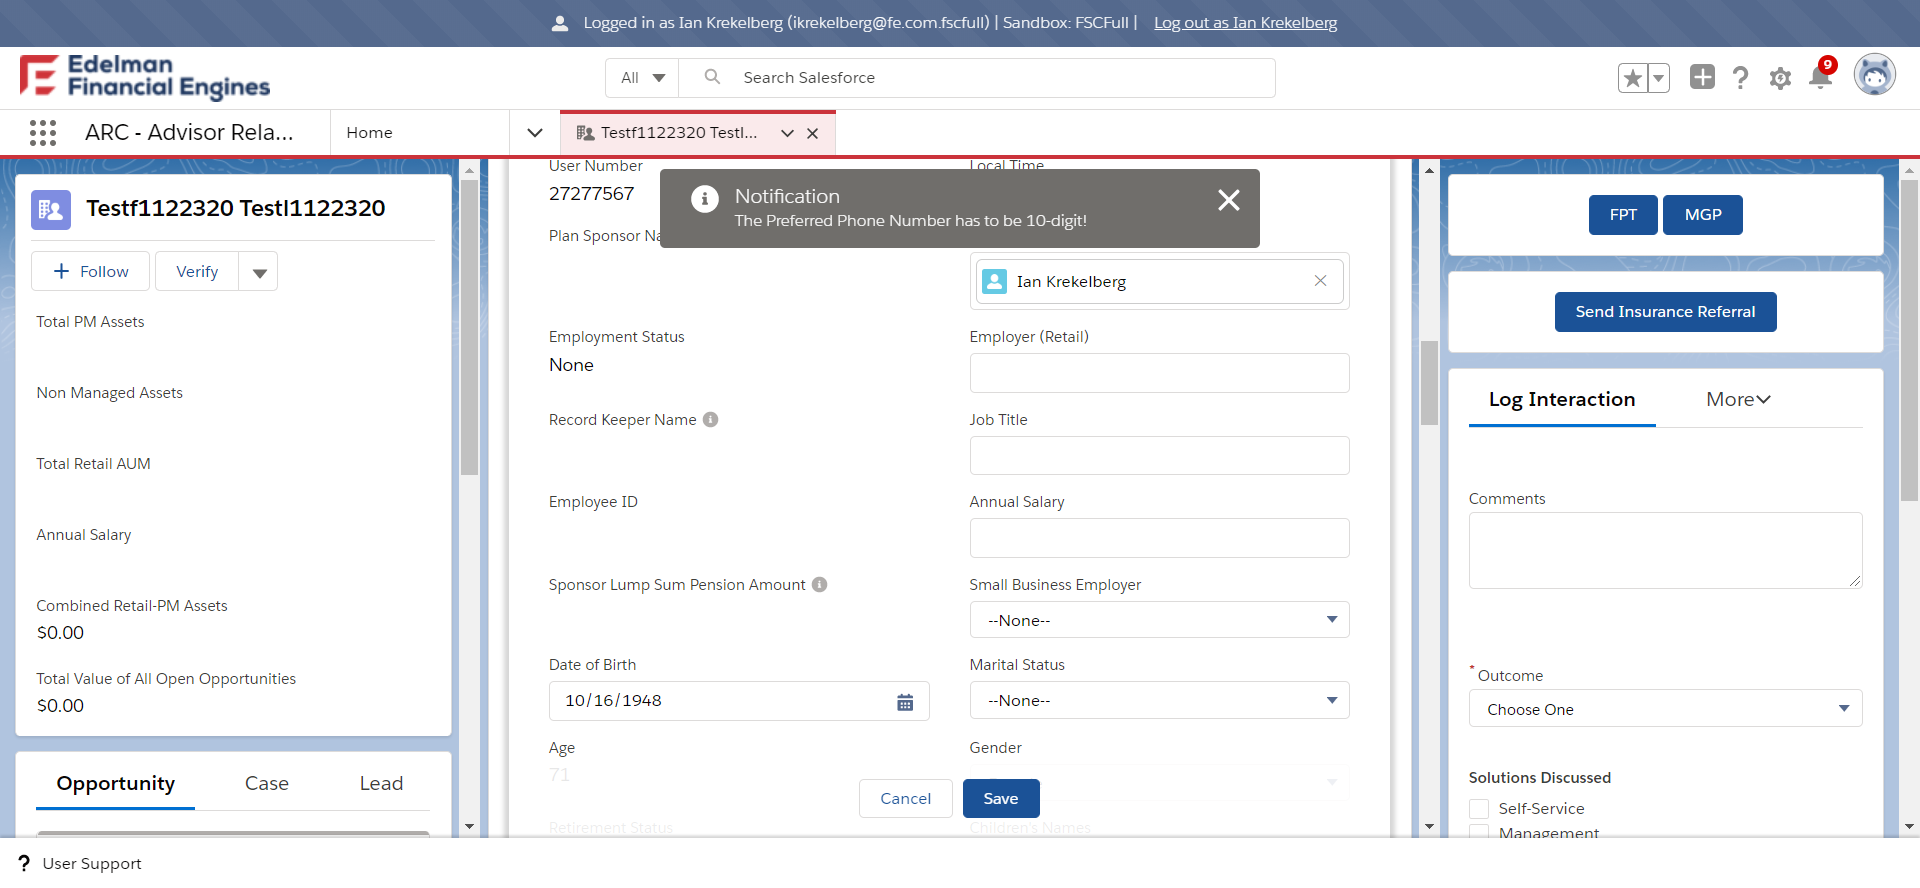 Logged in as Ian Krekelberg (ikrekelberg@fe.com.fscfull) | Sandbox: FSCFull | Log out as Ian Krekelberg
Edelman
Financial Engines
All
Search Salesforce
9
ARC - Advisor Rela...
Home
Testf1122320 Testl...
Testf1122320 Testl1122320
Follow
Verify
Total PM Assets
Non Managed Assets
Total Retail AUM
Annual Salary
Combined Retail-PM Assets
$0.00
Total Value of All Open Opportunities
$0.00
Opportunity
Case
Lead
User Number
27277567
Local Time
Notification
The Preferred Phone Number has to be 10-digit!
Plan Sponsor Na
Ian Krekelberg
Employment Status
None
Employer (Retail)
Record Keeper Name
Job Title
Employee ID
Annual Salary
Sponsor Lump Sum Pension Amount
Small Business Employer
--None--
Date of Birth
10/16/1948
Marital Status
--None--
Age
71
Gender
Cancel
Save
Retirement Status
Children's Names
FPT
MGP
Send Insurance Referral
Log Interaction
More
Comments
* Outcome
Choose One
Solutions Discussed
Self-Service
Management
? User Support